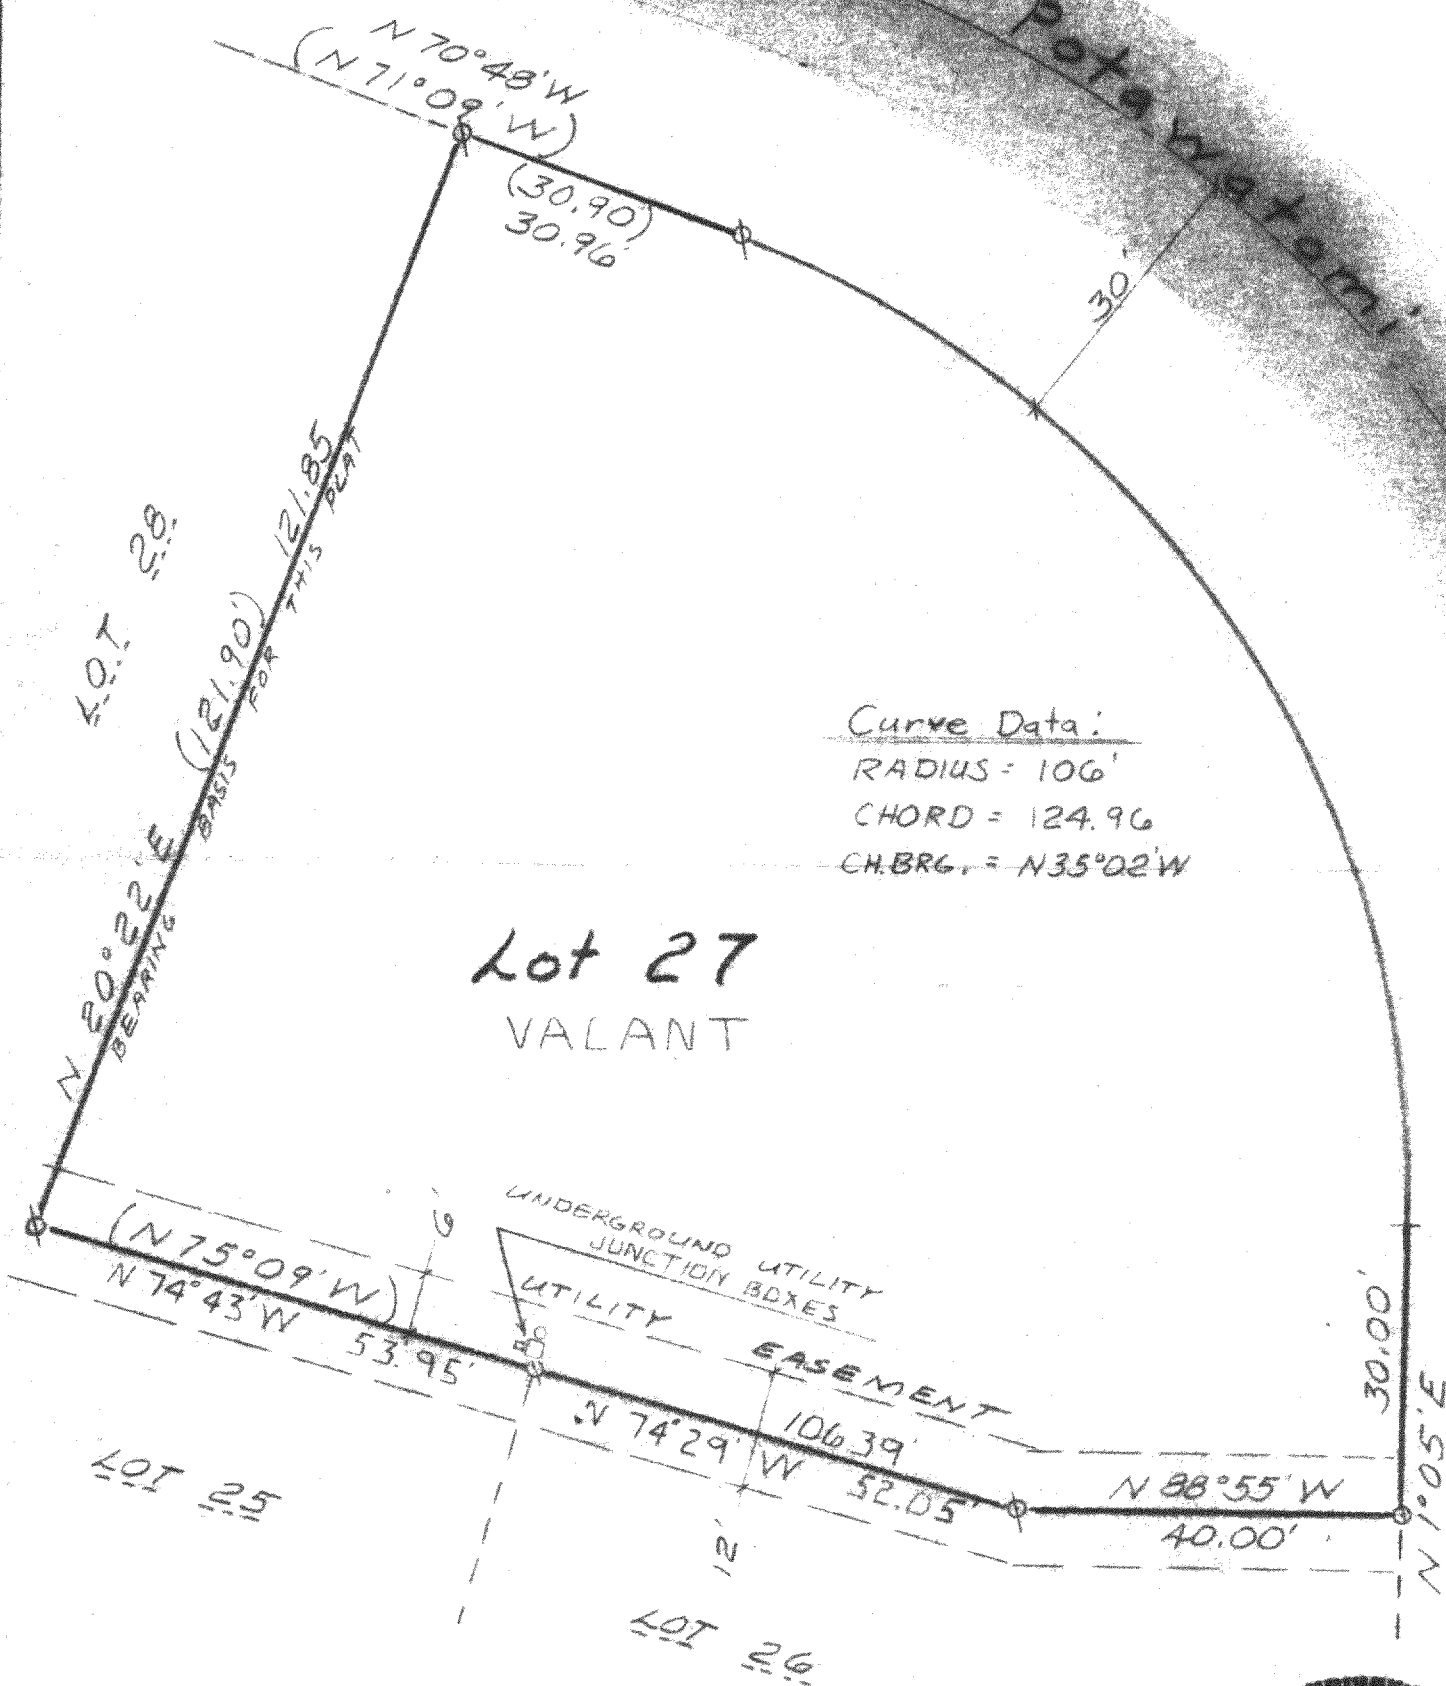 Potawatomi
N 70°48' W
(N 71°09' W)
(30.90')
30.96'
30'
LOT 28
121.85
(121.90')
N 20°22' E
BEARING BASIS FOR THIS PLAT
Curve Data:
RADIUS = 106'
CHORD = 124.96
CH.BRG. = N35°02'W
Lot 27
VALANT
6'
UNDERGROUND UTILITY
JUNCTION BOXES
UTILITY EASEMENT
(N 75°09' W)
N 74°43' W 53.95'
106.39'
N 74°29' W 52.05'
N 88°55' W
40.00'
30.00'
N 1°05' E
12'
LOT 25
LOT 26